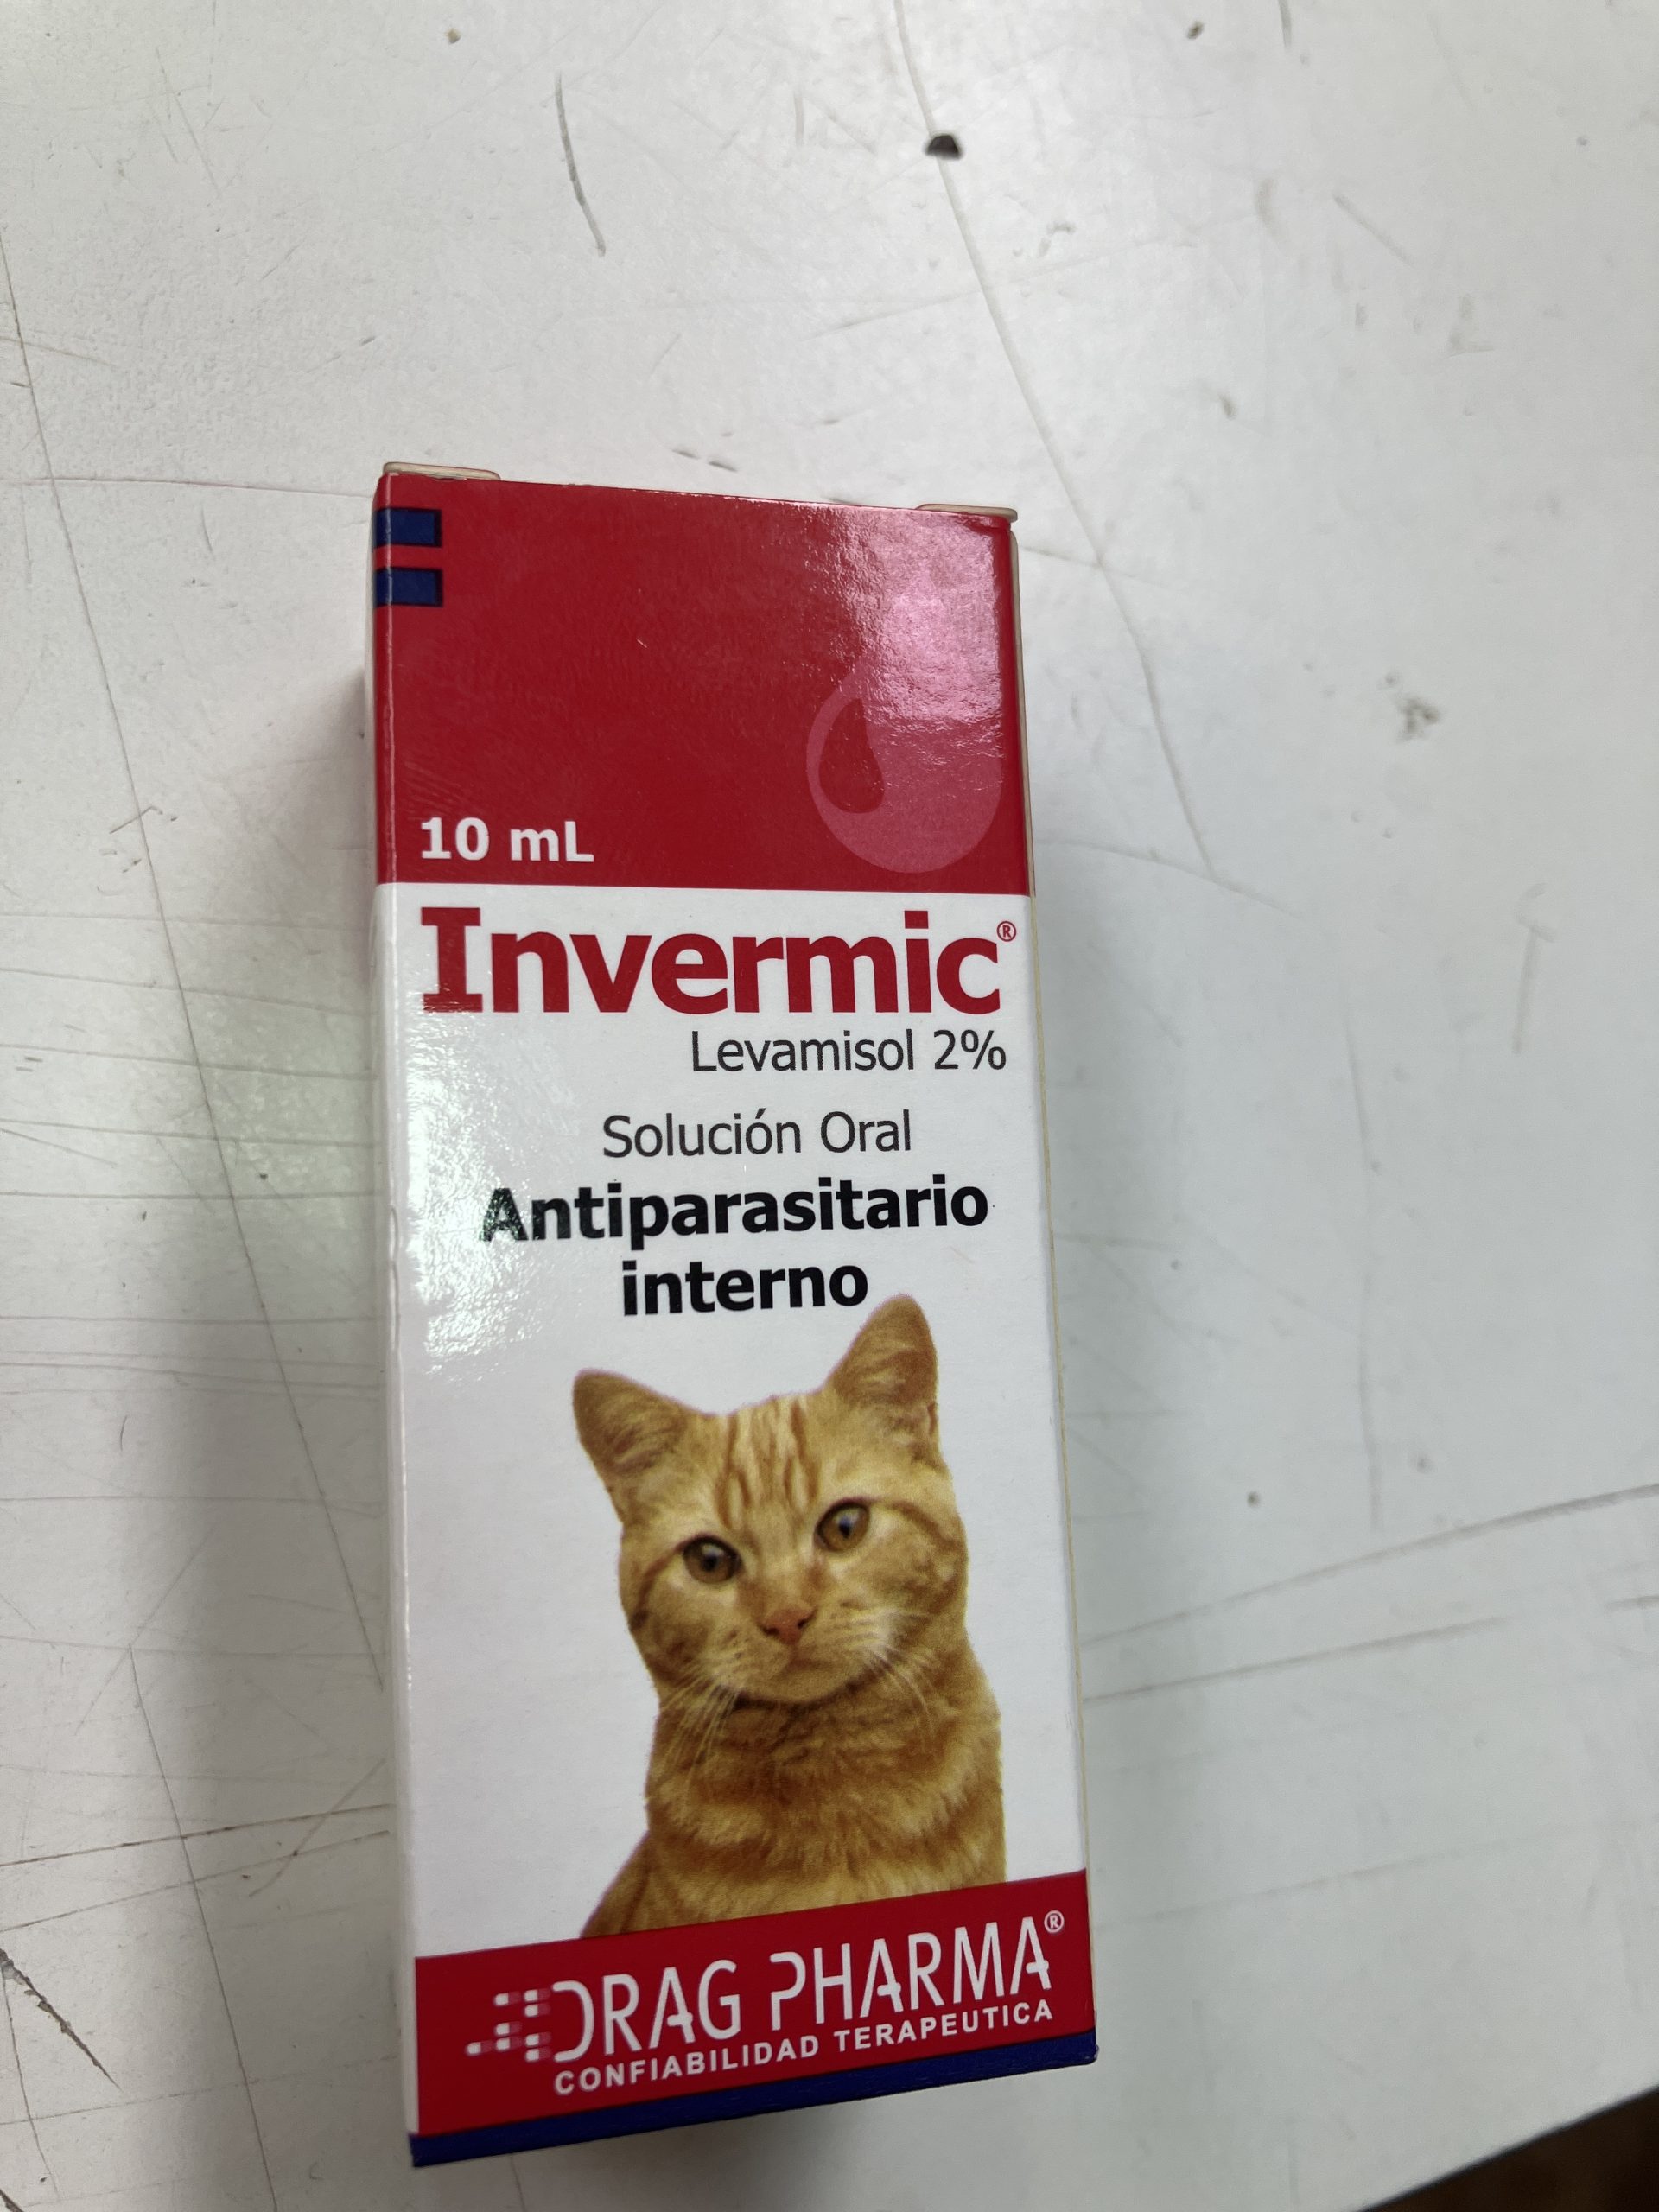 10 mL
Invermic®
Levamisol 2%
Solución Oral
Antiparasitario
interno
DRAG PHARMA®
CONFIABILIDAD TERAPEUTICA